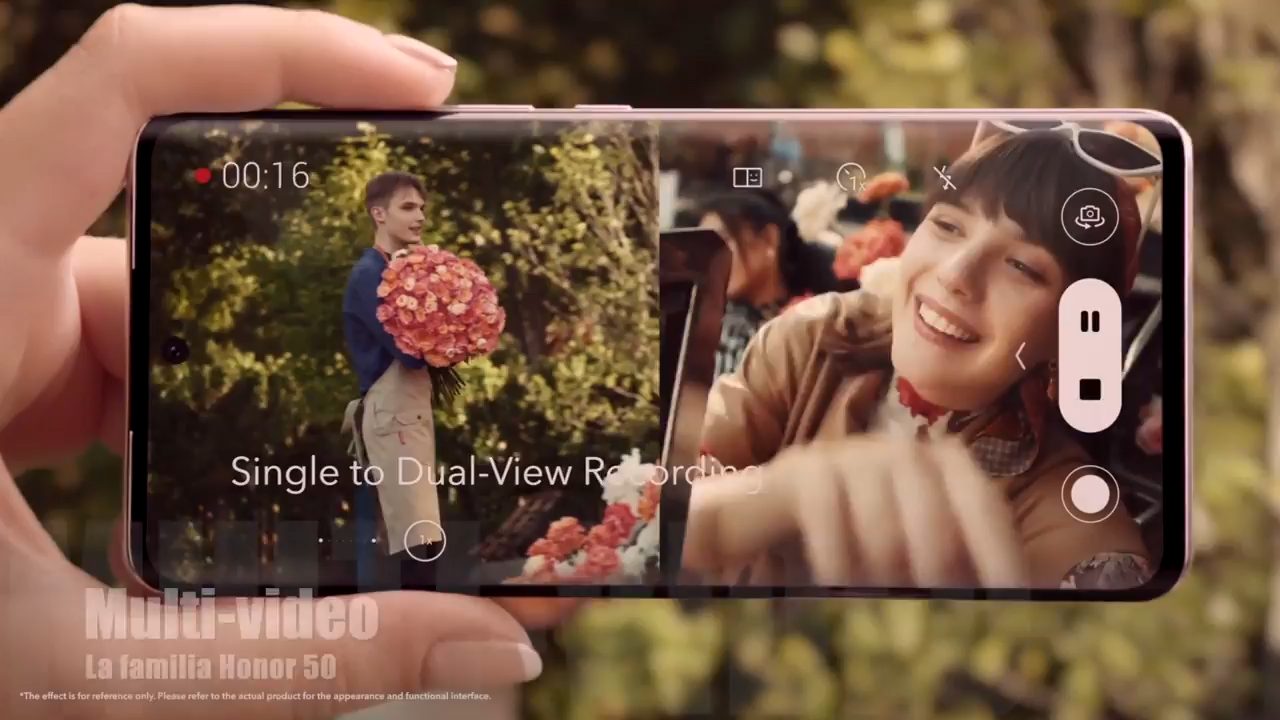 00:16
1x
Single to Dual-View Recording
1x
Multi-video
La familia Honor 50
*The effect is for reference only. Please refer to the actual product for the appearance and functional interface.